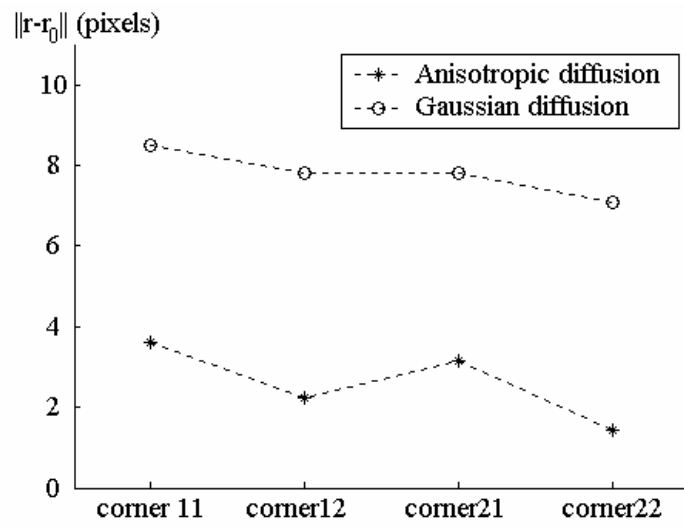 ||r-r0|| (pixels)
Anisotropic diffusion
Gaussian diffusion
10
8
6
4
2
0
corner 11 corner12 corner21 corner22